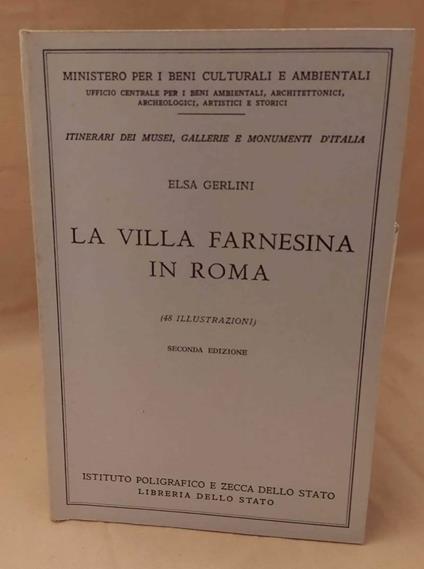 MINISTERO PER I BENI CULTURALI E AMBIENTALI
UFFICIO CENTRALE PER I BENI AMBIENTALI, ARCHITETTONICI,
ARCHEOLOGICI, ARTISTICI E STORICI
ITINERARI DEI MUSEI, GALLERIE E MONUMENTI D'ITALIA
ELSA GERLINI
LA VILLA FARNESINA
IN ROMA
(48 ILLUSTRAZIONI)
SECONDA EDIZIONE
ISTITUTO POLIGRAFICO E ZECCA DELLO STATO
LIBRERIA DELLO STATO